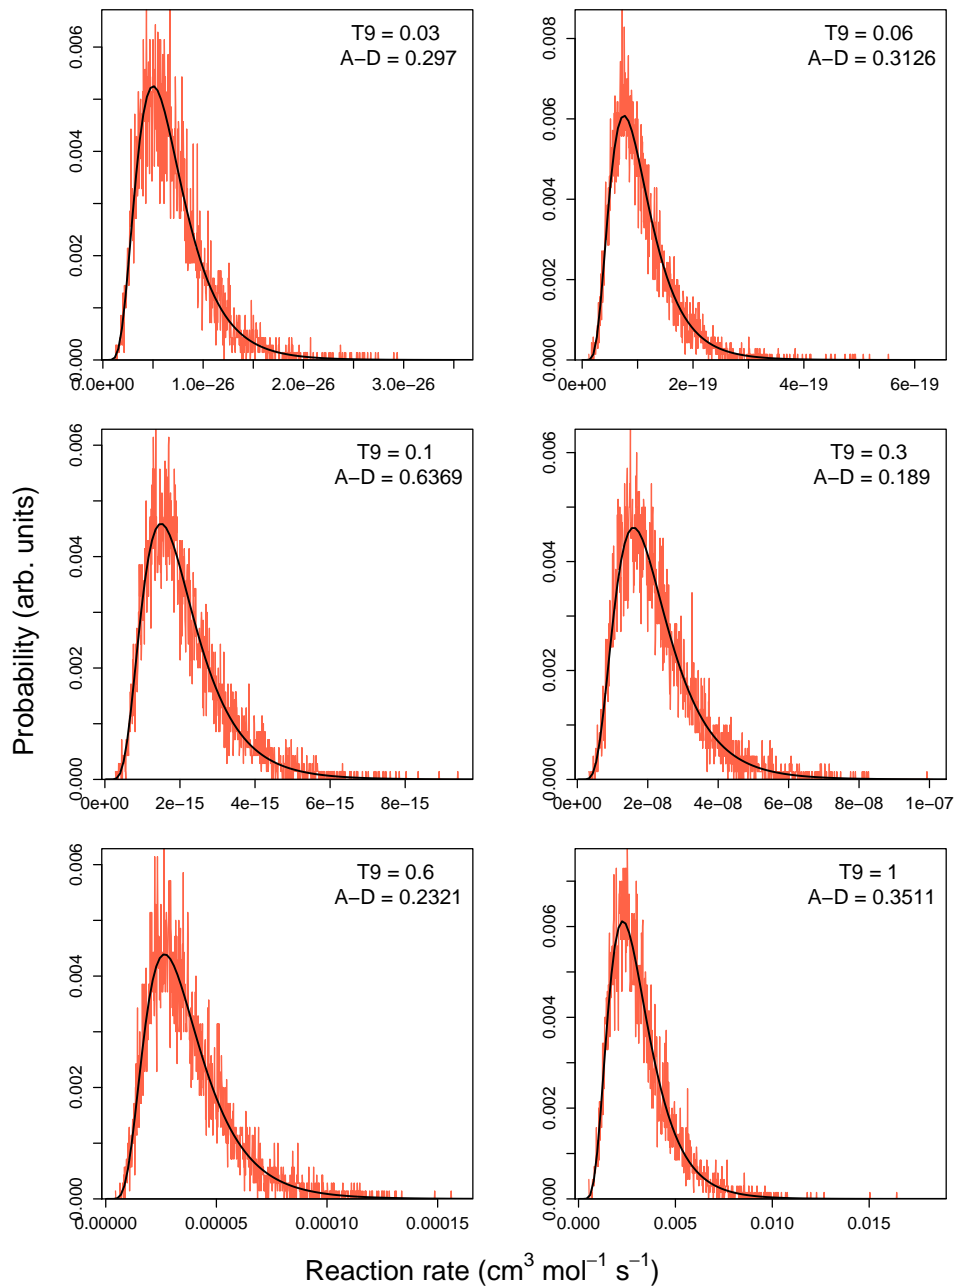 T9 = 0.03
A−D = 0.297
0.000
0.002
0.004
0.006
0.0e+00
1.0e−26
2.0e−26
3.0e−26
T9 = 0.06
A−D = 0.3126
0.000
0.002
0.004
0.006
0.008
0e+00
2e−19
4e−19
6e−19
T9 = 0.1
A−D = 0.6369
0.000
0.002
0.004
0.006
0e+00
2e−15
4e−15
6e−15
8e−15
T9 = 0.3
A−D = 0.189
0.000
0.002
0.004
0.006
0e+00
2e−08
4e−08
6e−08
8e−08
1e−07
T9 = 0.6
A−D = 0.2321
0.000
0.002
0.004
0.006
0.00000
0.00005
0.00010
0.00015
T9 = 1
A−D = 0.3511
0.000
0.002
0.004
0.006
0.000
0.005
0.010
0.015
Probability (arb. units)
Reaction rate (cm³ mol⁻¹ s⁻¹)